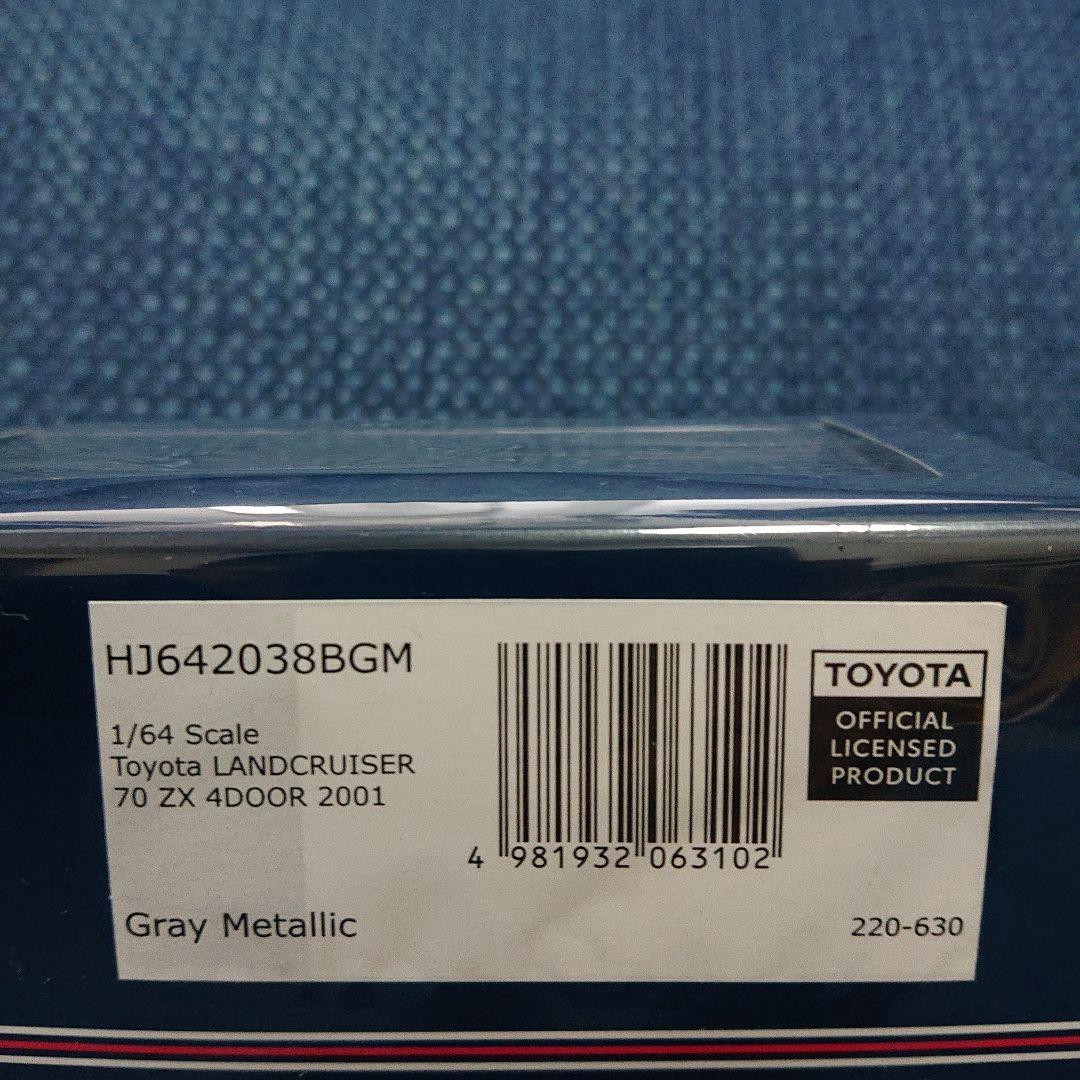 HJ642038BGM
1/64 Scale
Toyota LANDCRUISER
70 ZX 4DOOR 2001
4 981932 063102
TOYOTA
OFFICIAL
LICENSED
PRODUCT
Gray Metallic
220-630